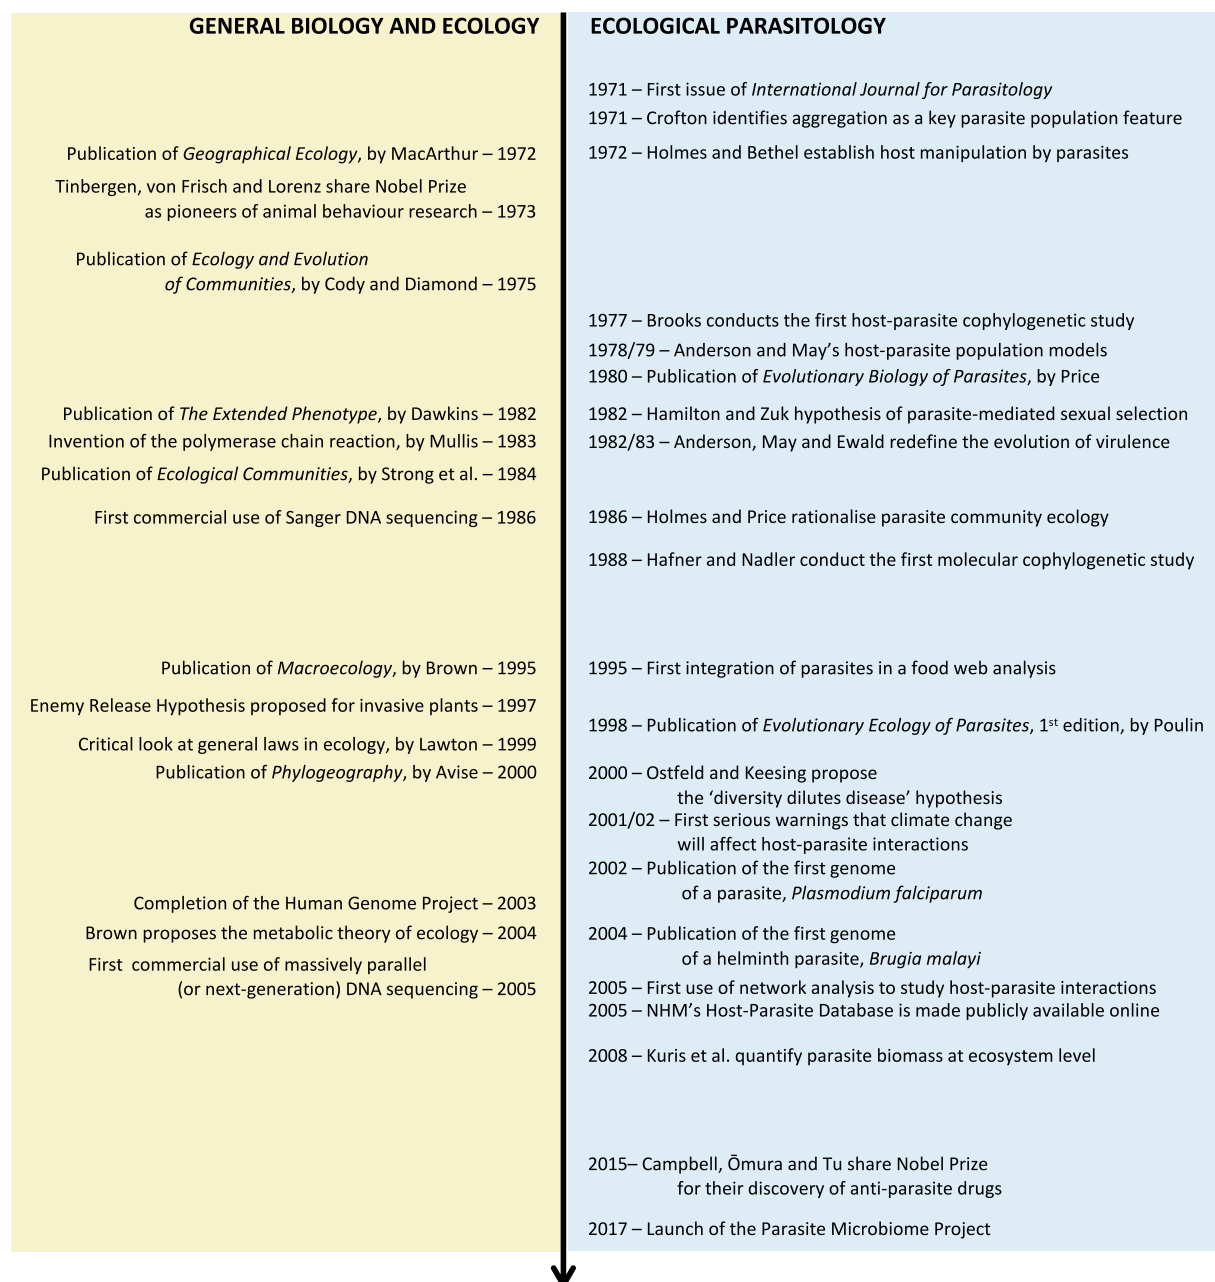 GENERAL BIOLOGY AND ECOLOGY
ECOLOGICAL PARASITOLOGY
1971 – First issue of International Journal for Parasitology
1971 – Crofton identifies aggregation as a key parasite population feature
Publication of Geographical Ecology, by MacArthur – 1972
1972 – Holmes and Bethel establish host manipulation by parasites
Tinbergen, von Frisch and Lorenz share Nobel Prize
as pioneers of animal behaviour research – 1973
Publication of Ecology and Evolution
of Communities, by Cody and Diamond – 1975
1977 – Brooks conducts the first host-parasite cophylogenetic study
1978/79 – Anderson and May’s host-parasite population models
1980 – Publication of Evolutionary Biology of Parasites, by Price
Publication of The Extended Phenotype, by Dawkins – 1982
1982 – Hamilton and Zuk hypothesis of parasite-mediated sexual selection
Invention of the polymerase chain reaction, by Mullis – 1983
1982/83 – Anderson, May and Ewald redefine the evolution of virulence
Publication of Ecological Communities, by Strong et al. – 1984
First commercial use of Sanger DNA sequencing – 1986
1986 – Holmes and Price rationalise parasite community ecology
1988 – Hafner and Nadler conduct the first molecular cophylogenetic study
Publication of Macroecology, by Brown – 1995
1995 – First integration of parasites in a food web analysis
Enemy Release Hypothesis proposed for invasive plants – 1997
1998 – Publication of Evolutionary Ecology of Parasites, 1st edition, by Poulin
Critical look at general laws in ecology, by Lawton – 1999
Publication of Phylogeography, by Avise – 2000
2000 – Ostfeld and Keesing propose
the ‘diversity dilutes disease’ hypothesis
2001/02 – First serious warnings that climate change
will affect host-parasite interactions
2002 – Publication of the first genome
of a parasite, Plasmodium falciparum
Completion of the Human Genome Project – 2003
Brown proposes the metabolic theory of ecology – 2004
2004 – Publication of the first genome
of a helminth parasite, Brugia malayi
First commercial use of massively parallel
(or next-generation) DNA sequencing – 2005
2005 – First use of network analysis to study host-parasite interactions
2005 – NHM’s Host-Parasite Database is made publicly available online
2008 – Kuris et al. quantify parasite biomass at ecosystem level
2015– Campbell, Ōmura and Tu share Nobel Prize
for their discovery of anti-parasite drugs
2017 – Launch of the Parasite Microbiome Project